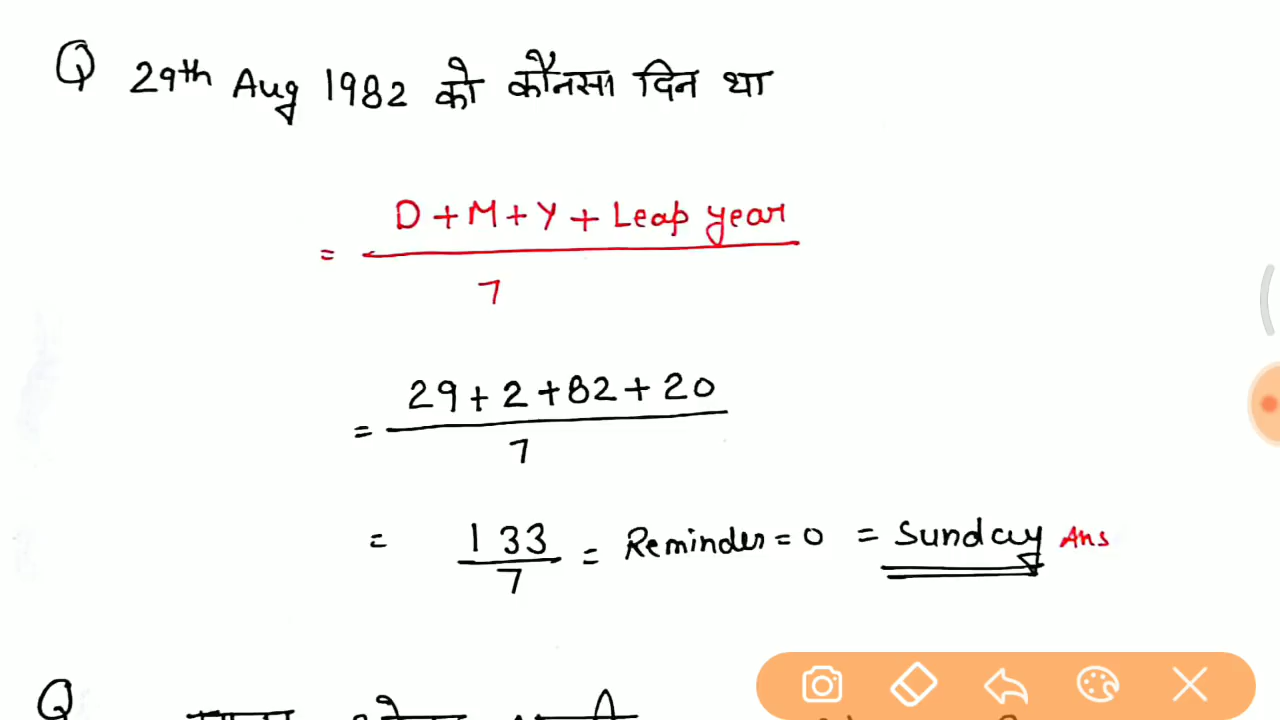 Q 29th Aug 1982 को कौनसा दिन था
= D + M + Y + Leap year
7
= 29 + 2 + 82 + 20
7
= 133
7
= Reminder = 0 = Sunday Ans
Q